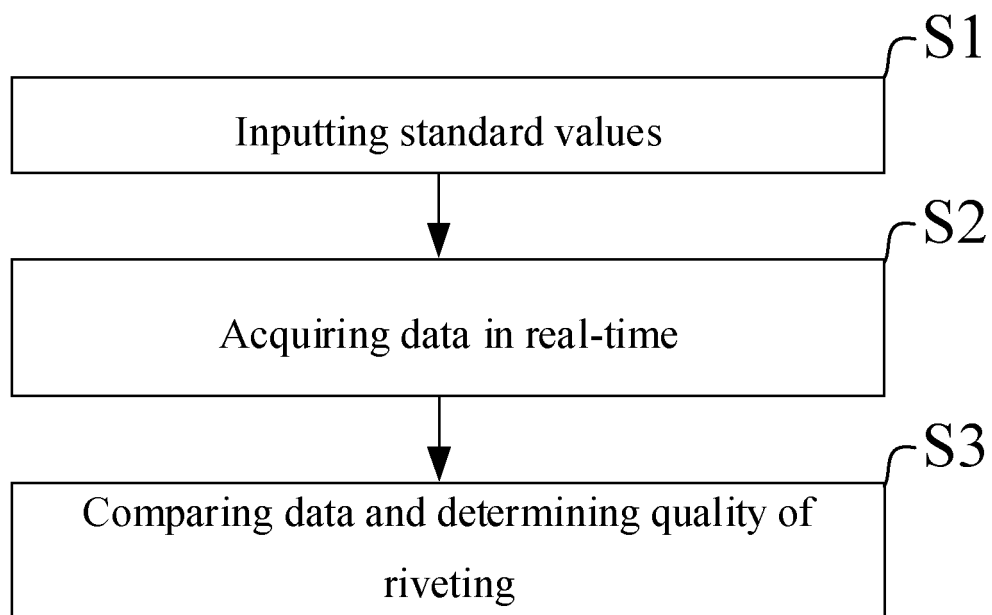 S1
Inputting standard values
S2
Acquiring data in real-time
S3
Comparing data and determining quality of
riveting